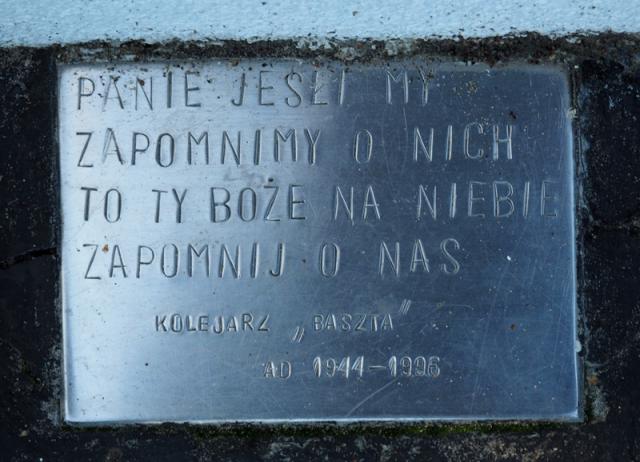 PANIE JEŚLI MY
ZAPOMNIMY O NICH
TO TY BOŻE NA NIEBIE
ZAPOMNIJ O NAS
KOLEJARZ „BASZTA”
AD 1944-1996